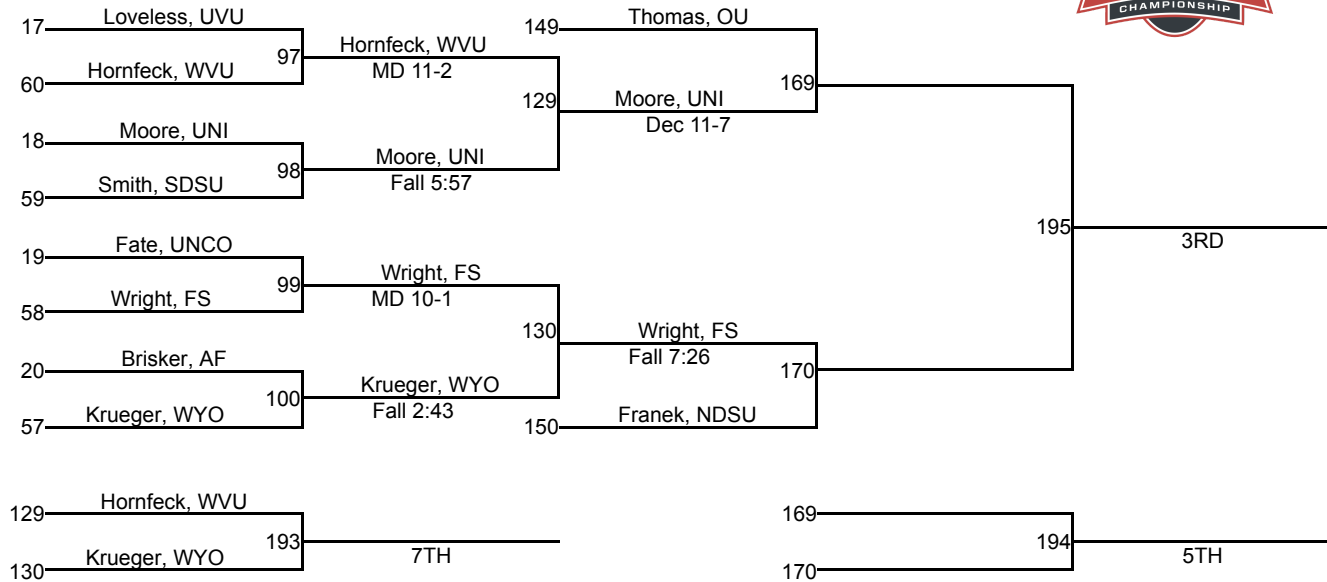 CHAMPIONSHIP
17 Loveless, UVU
97
60 Hornfeck, WVU
Hornfeck, WVU
MD 11-2
18 Moore, UNI
98
59 Smith, SDSU
Moore, UNI
Fall 5:57
129
149 Thomas, OU
Moore, UNI
Dec 11-7
169
19 Fate, UNCO
99
58 Wright, FS
Wright, FS
MD 10-1
20 Brisker, AF
100
57 Krueger, WYO
Krueger, WYO
Fall 2:43
130
Wright, FS
Fall 7:26
150 Franek, NDSU
170
195
3RD
129 Hornfeck, WVU
193
130 Krueger, WYO
7TH
169
194
170
5TH